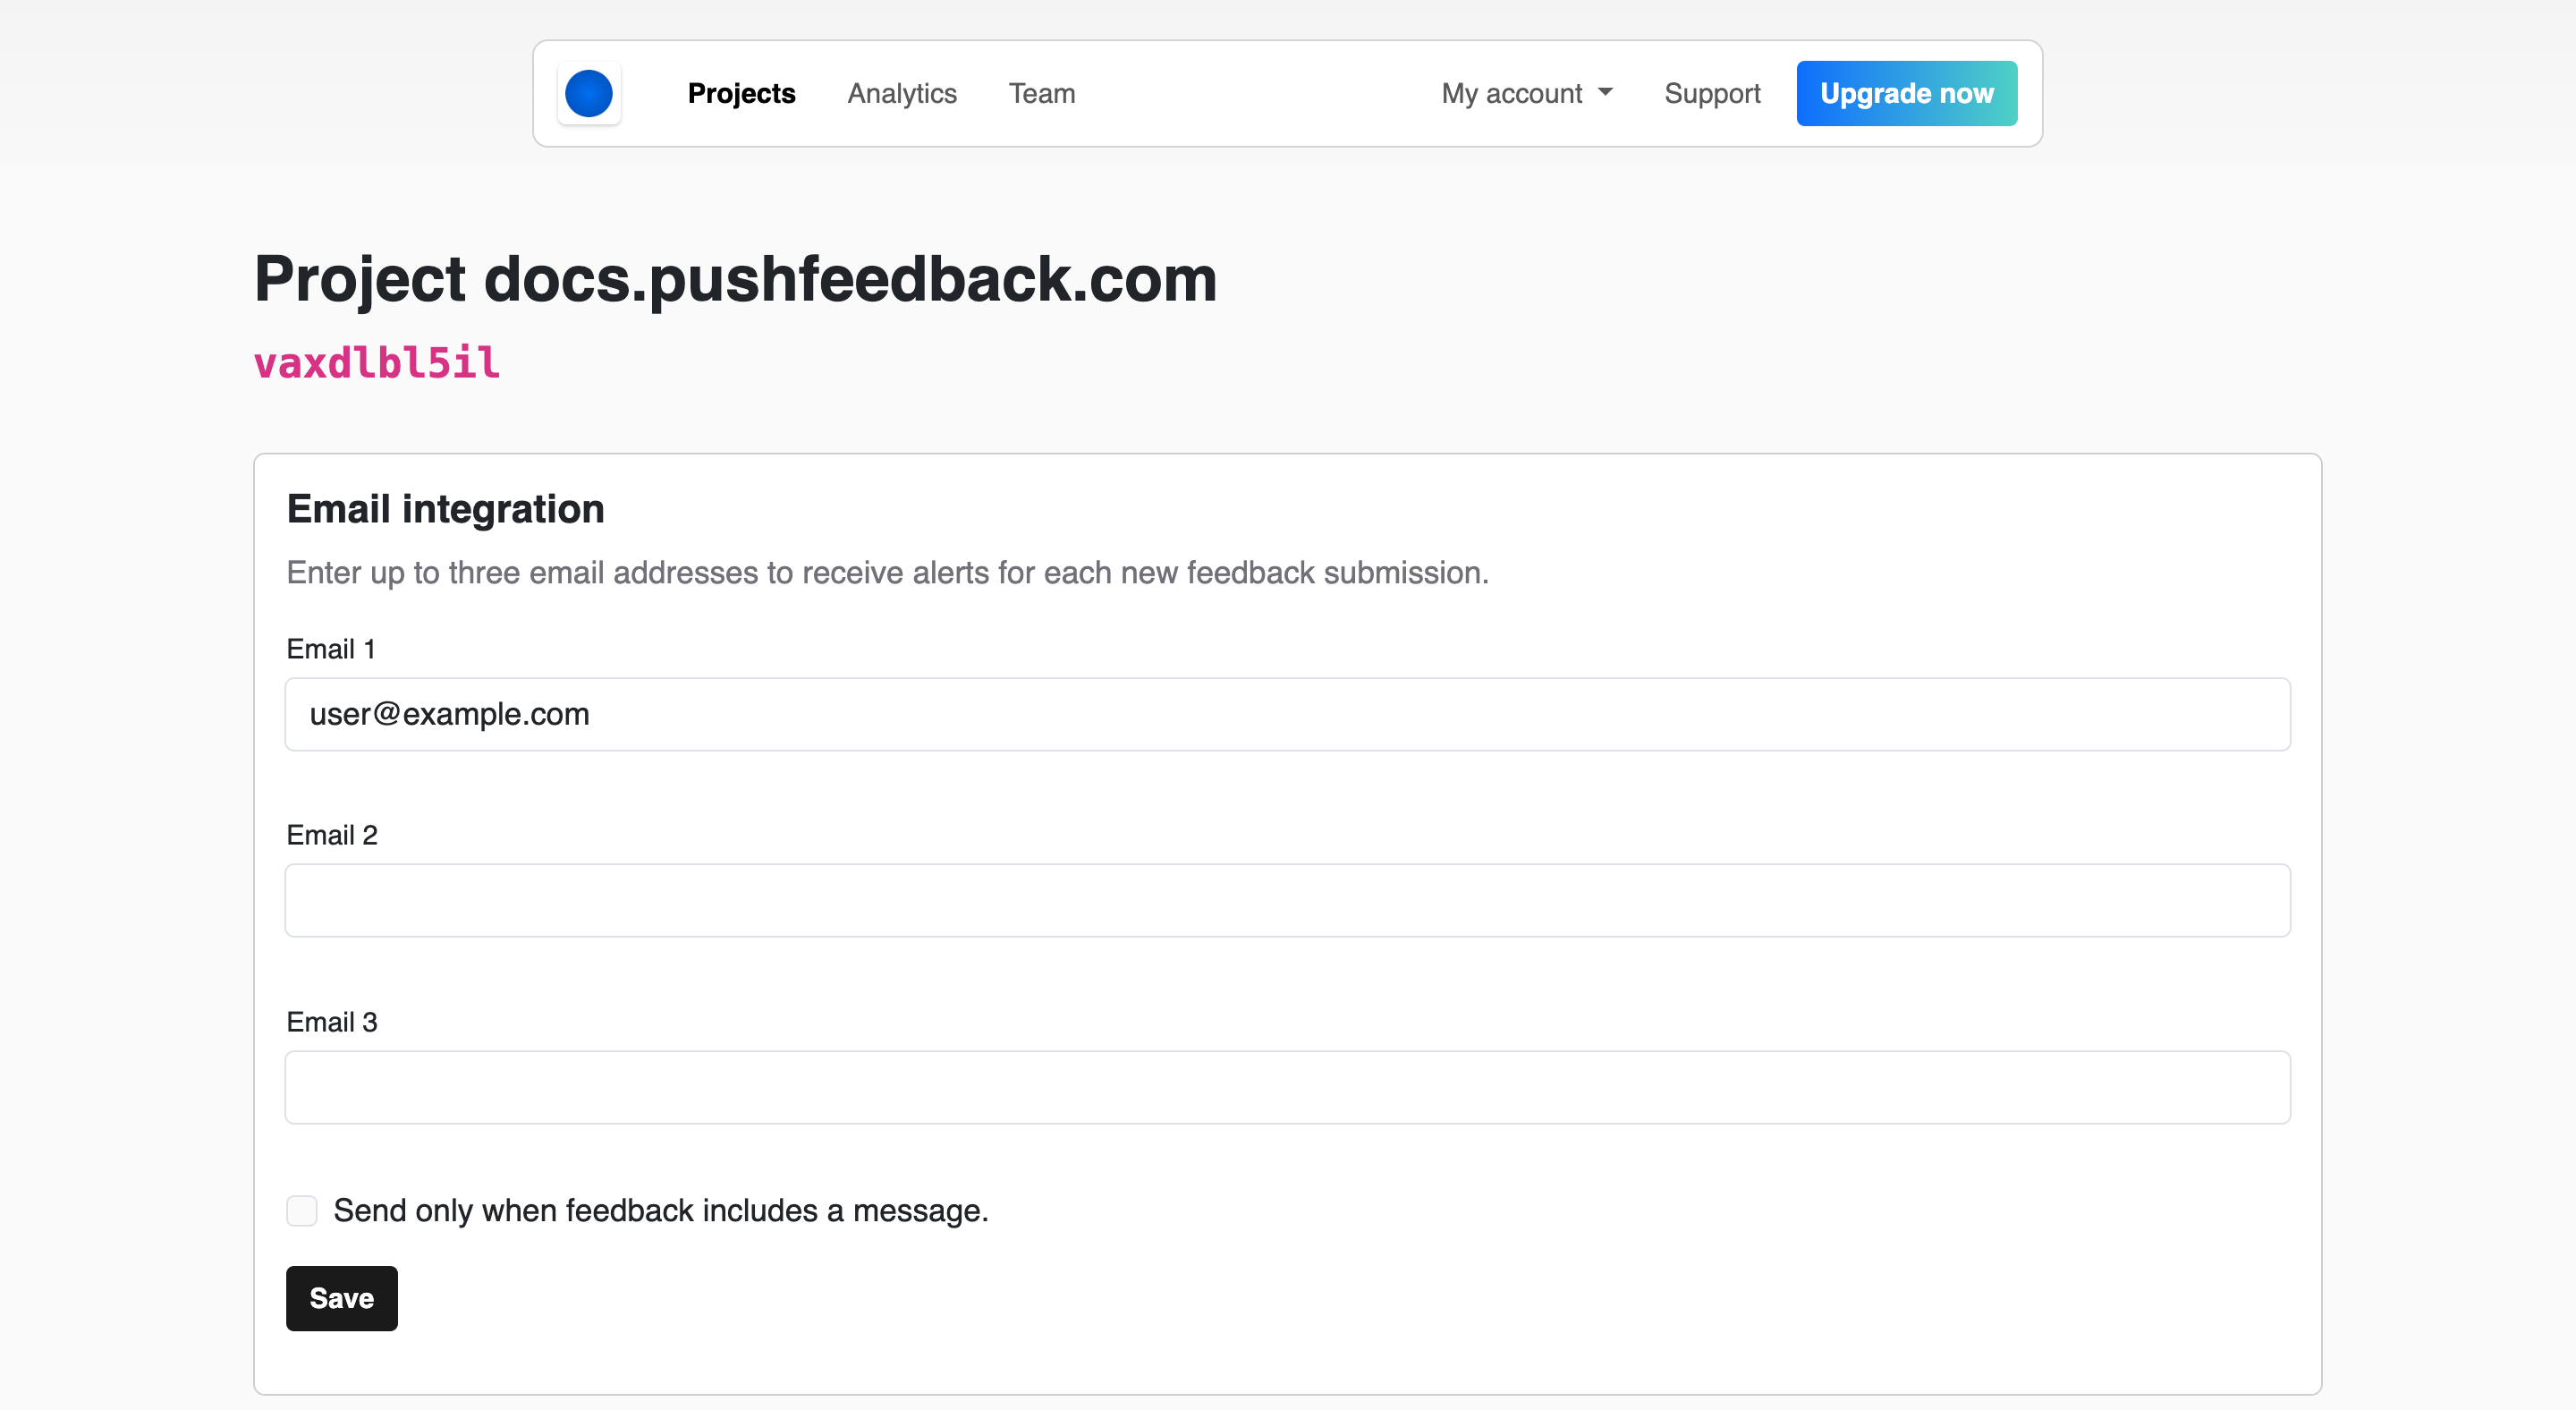 Projects Analytics Team My account Support Upgrade now
Project docs.pushfeedback.com
vaxdlbl5il
Email integration
Enter up to three email addresses to receive alerts for each new feedback submission.
Email 1
user@example.com
Email 2
Email 3
Send only when feedback includes a message.
Save